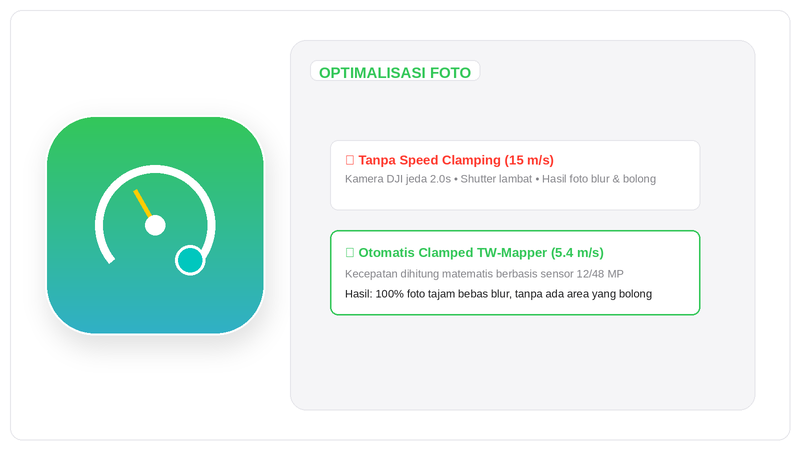 OPTIMALISASI FOTO
Tanpa Speed Clamping (15 m/s)
Kamera DJI jeda 2.0s • Shutter lambat • Hasil foto blur & bolong
Otomatis Clamped TW-Mapper (5.4 m/s)
Kecepatan dihitung matematis berbasis sensor 12/48 MP
Hasil: 100% foto tajam bebas blur, tanpa ada area yang bolong